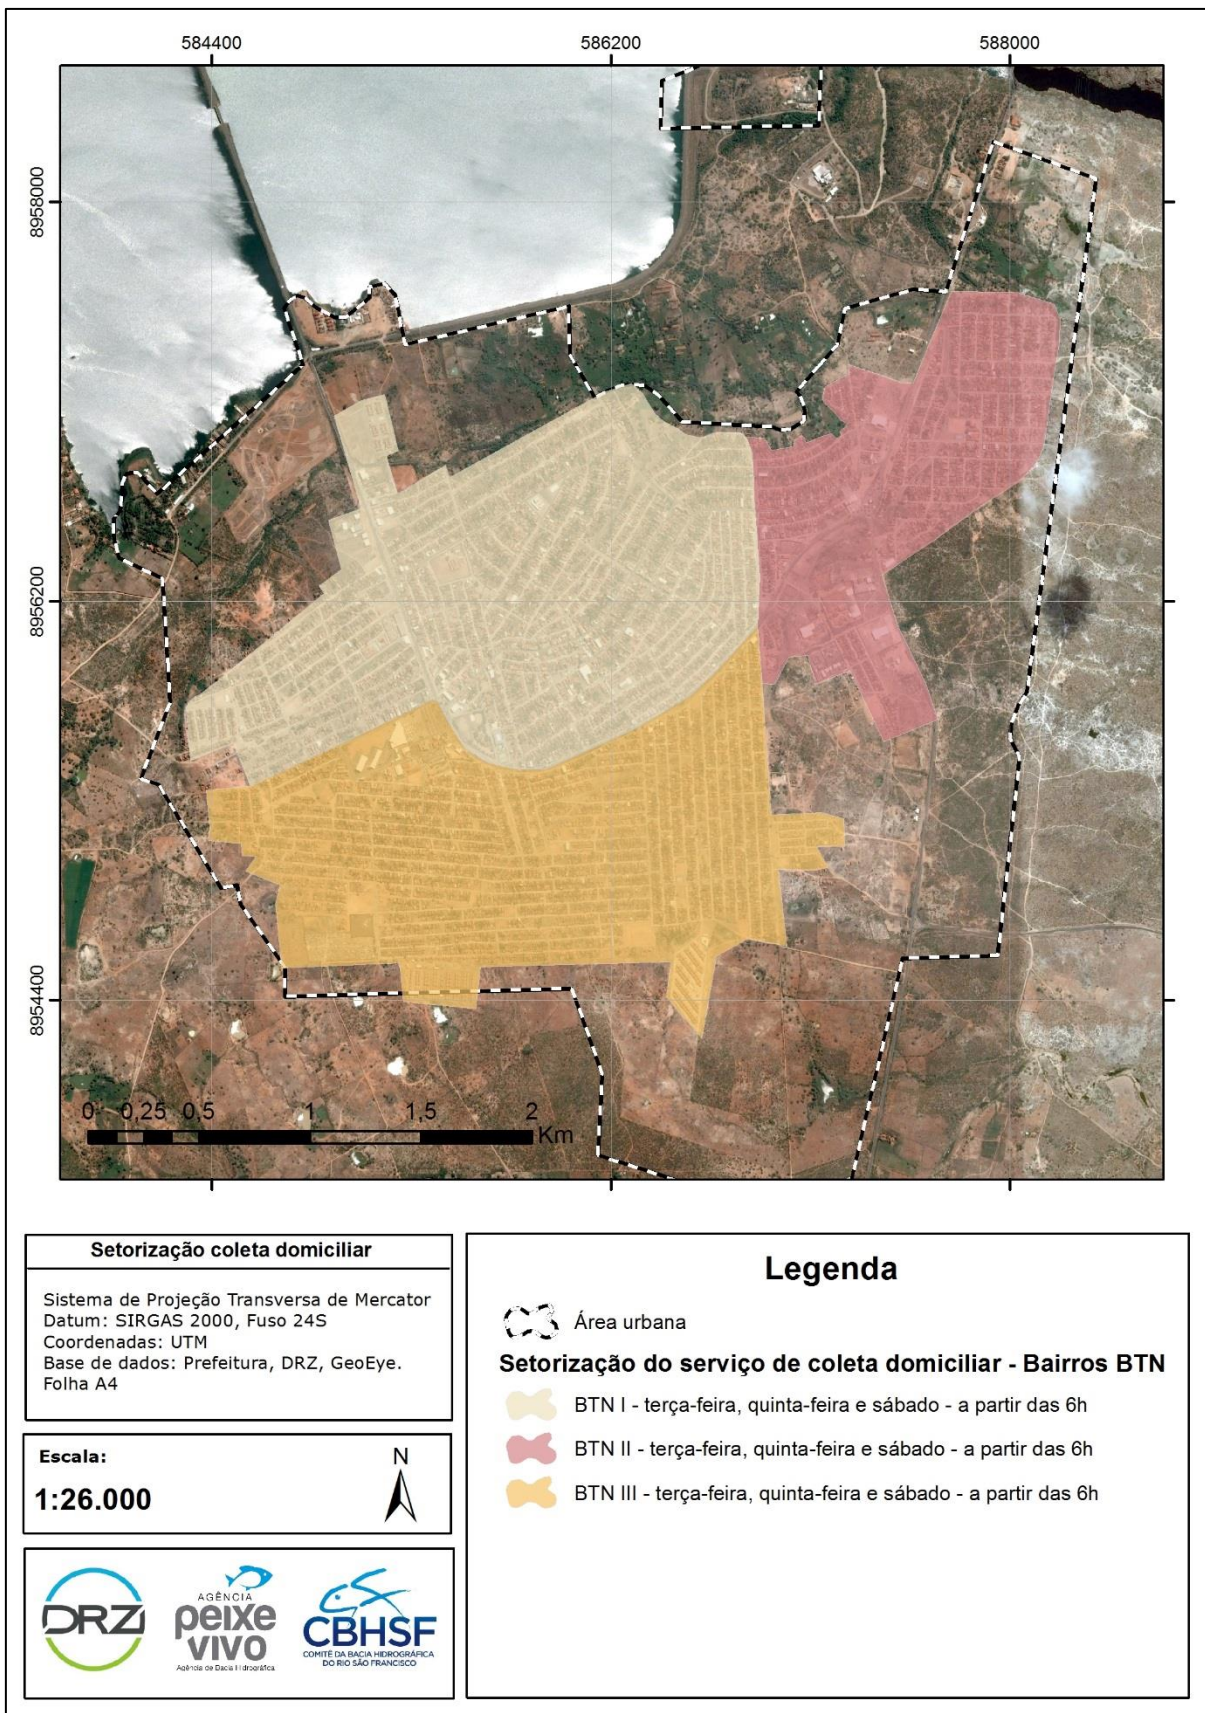 584400 586200 588000
8958000
8956200
8954400
0 0,25 0,5 1 1,5 2
Km
Setorização coleta domiciliar
Sistema de Projeção Transversa de Mercator
Datum: SIRGAS 2000, Fuso 24S
Coordenadas: UTM
Base de dados: Prefeitura, DRZ, GeoEye.
Folha A4
Escala:
1:26.000
N
DRZ
AGÊNCIA
peixe
vivo
Agência de Bacia Hidrográfica
CBHSF
COMITÊ DA BACIA HIDROGRÁFICA
DO RIO SÃO FRANCISCO
Legenda
Área urbana
Setorização do serviço de coleta domiciliar - Bairros BTN
BTN I - terça-feira, quinta-feira e sábado - a partir das 6h
BTN II - terça-feira, quinta-feira e sábado - a partir das 6h
BTN III - terça-feira, quinta-feira e sábado - a partir das 6h